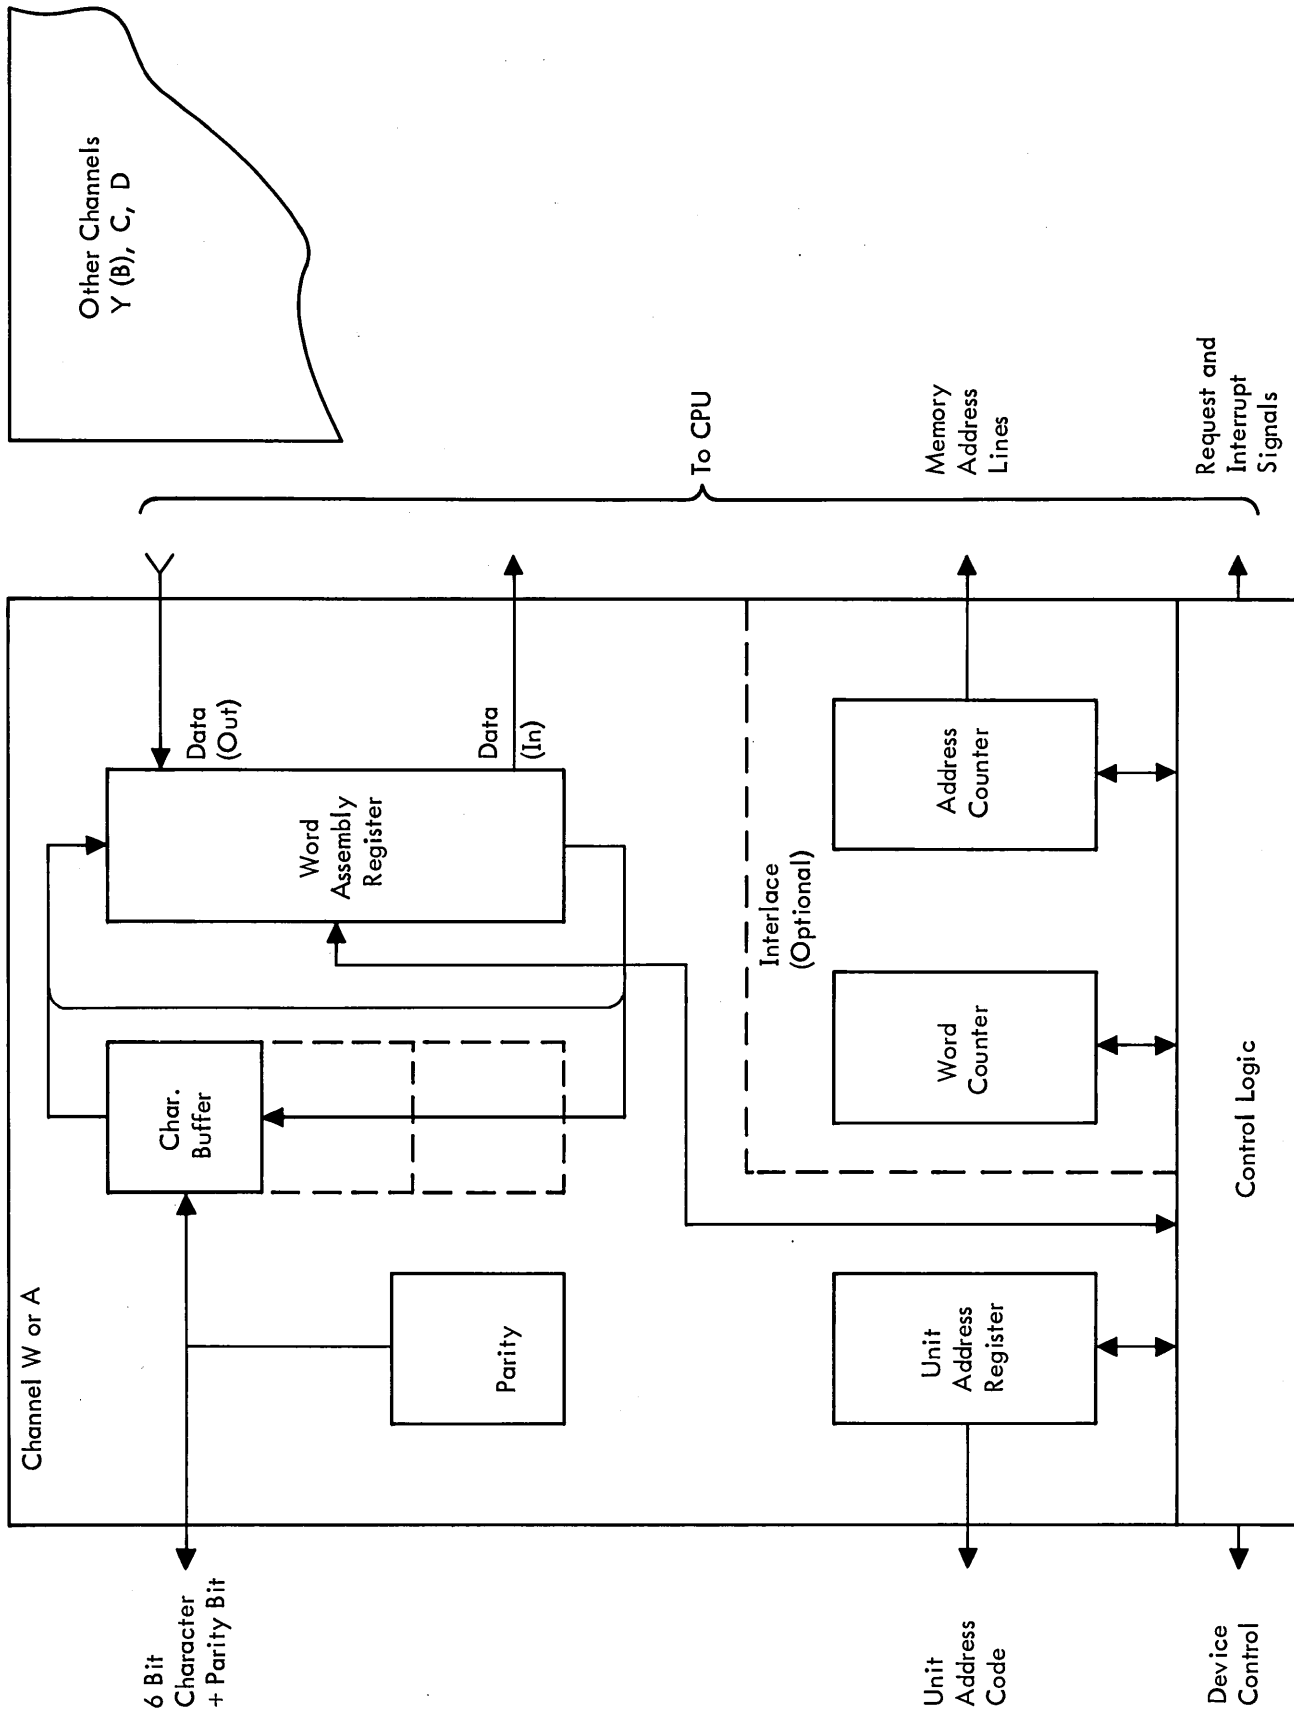 Channel W or A
Other Channels
Y (B), C, D
6 Bit
Character
+ Parity Bit
Char.
Buffer
Word
Assembly
Register
Data
(Out)
Parity
Data
(In)
To CPU
Interlace
(Optional)
Unit
Address
Code
Unit
Address
Register
Word
Counter
Address
Counter
Memory
Address
Lines
Device
Control
Control Logic
Request and
Interrupt
Signals